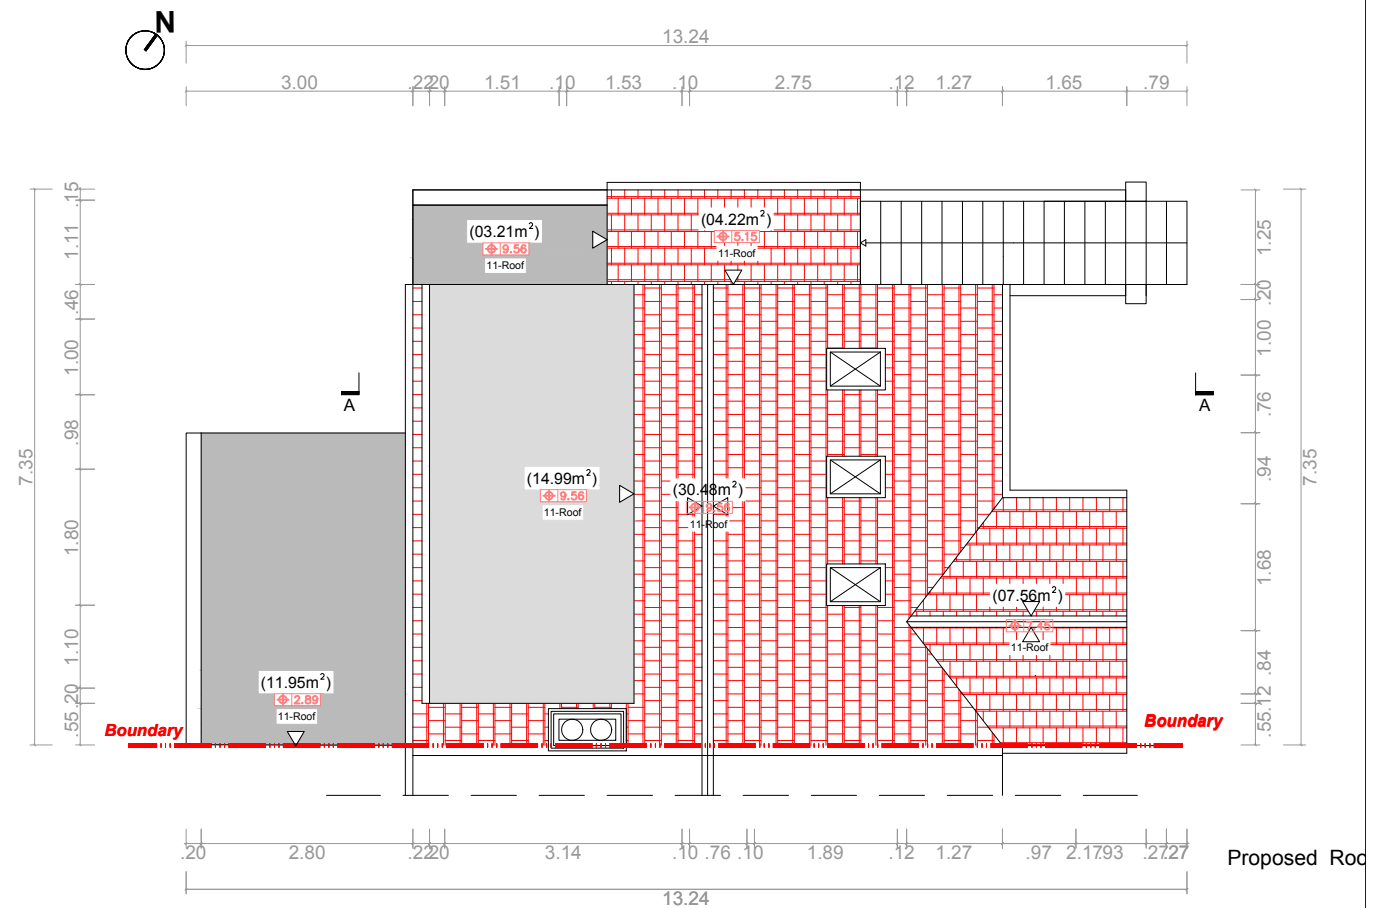 N
13.24
3.00 .22 .20 1.51 .10 1.53 .10 2.75 .12 1.27 1.65 .79
.15
1.11
.46
1.00
.98
1.80
1.10
.20
.55
7.35
(03.21m²)
9.56
11-Roof
(04.22m²)
5.15
11-Roof
A
A
(14.99m²)
9.56
11-Roof
(30.48m²)
11-Roof
(07.56m²)
11-Roof
(11.95m²)
2.89
11-Roof
Boundary
Boundary
1.25
.20
1.00
.76
.94
1.68
.84
.12
.55
7.35
.20 2.80 .22 .20 3.14 .10 .76 .10 1.89 .12 1.27 .97 2.17 .93 .27 .27
13.24
Proposed Roo